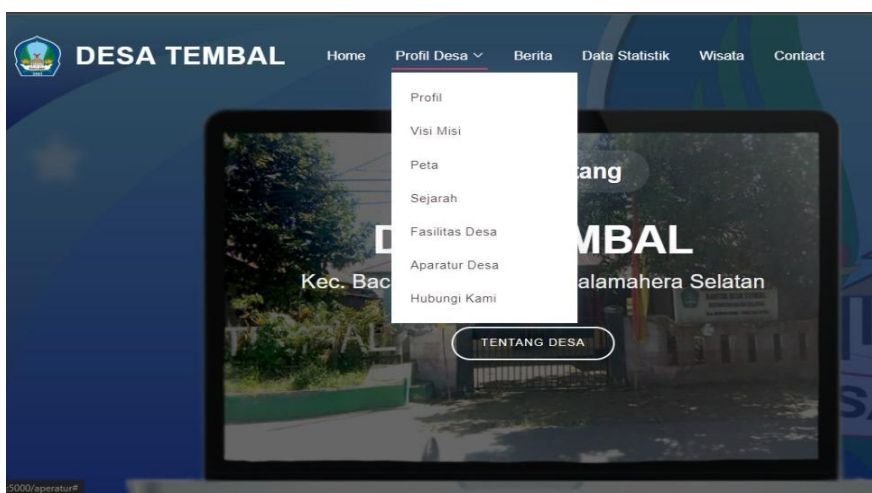 DESA TEMBAL
Home Profil Desa Berita Data Statistik Wisata Contact
Profil
Visi Misi
Peta
Sejarah
Fasilitas Desa
Aparatur Desa
Hubungi Kami
tang
MBAL
Kec. Bac alamahera Selatan
TENTANG DESA
:5000/aperatur#